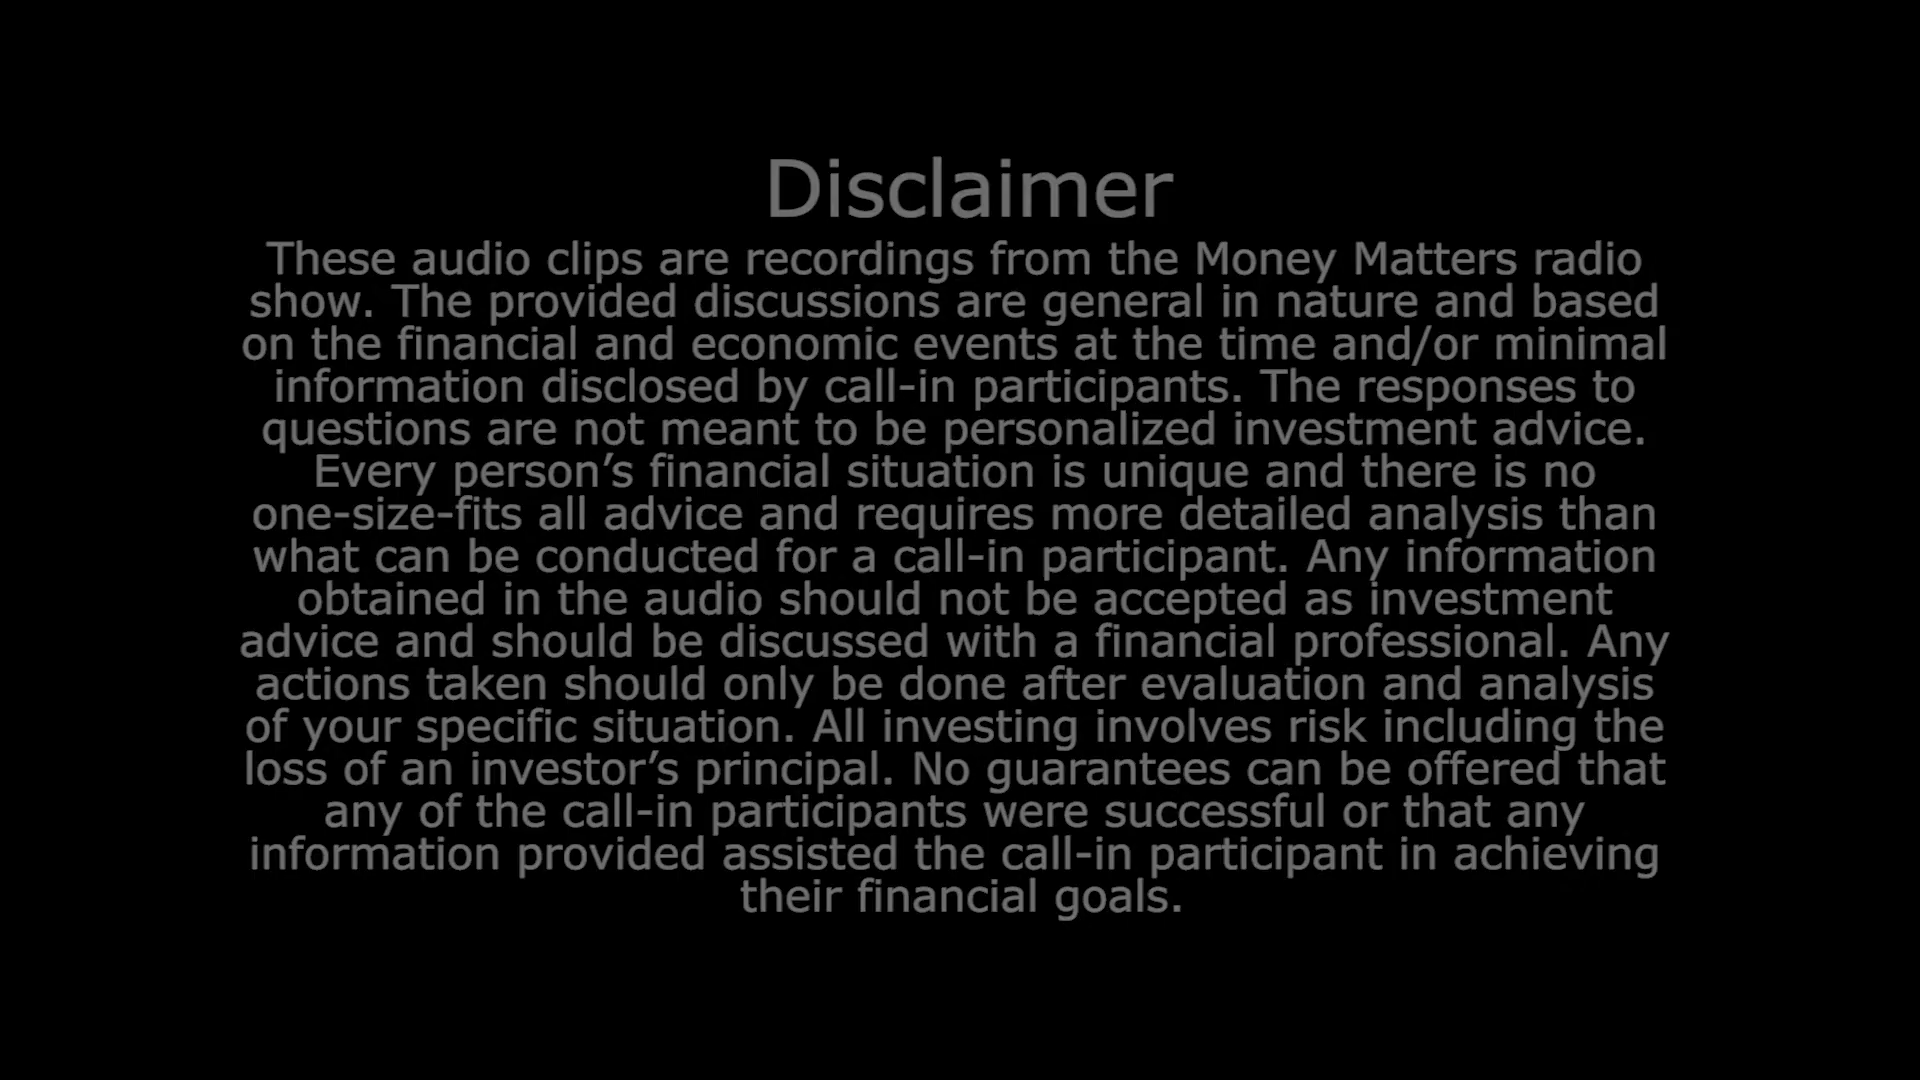 Disclaimer
These audio clips are recordings from the Money Matters radio
show. The provided discussions are general in nature and based
on the financial and economic events at the time and/or minimal
information disclosed by call-in participants. The responses to
questions are not meant to be personalized investment advice.
Every person’s financial situation is unique and there is no
one-size-fits all advice and requires more detailed analysis than
what can be conducted for a call-in participant. Any information
obtained in the audio should not be accepted as investment
advice and should be discussed with a financial professional. Any
actions taken should only be done after evaluation and analysis
of your specific situation. All investing involves risk including the
loss of an investor’s principal. No guarantees can be offered that
any of the call-in participants were successful or that any
information provided assisted the call-in participant in achieving
their financial goals.